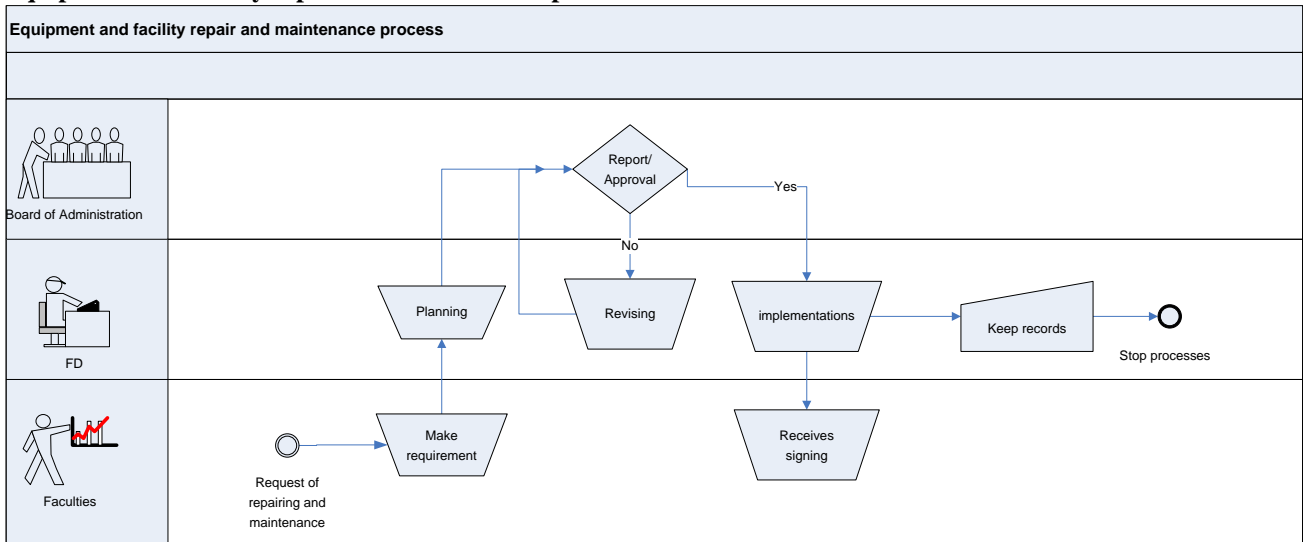 Equipment and facility repair and maintenance process
Report/
Approval
Yes
Board of Administration
No
Planning
Revising
implementations
Keep records
FD
Stop processes
Make
requirement
Receives
signing
Request of
repairing and
maintenance
Faculties